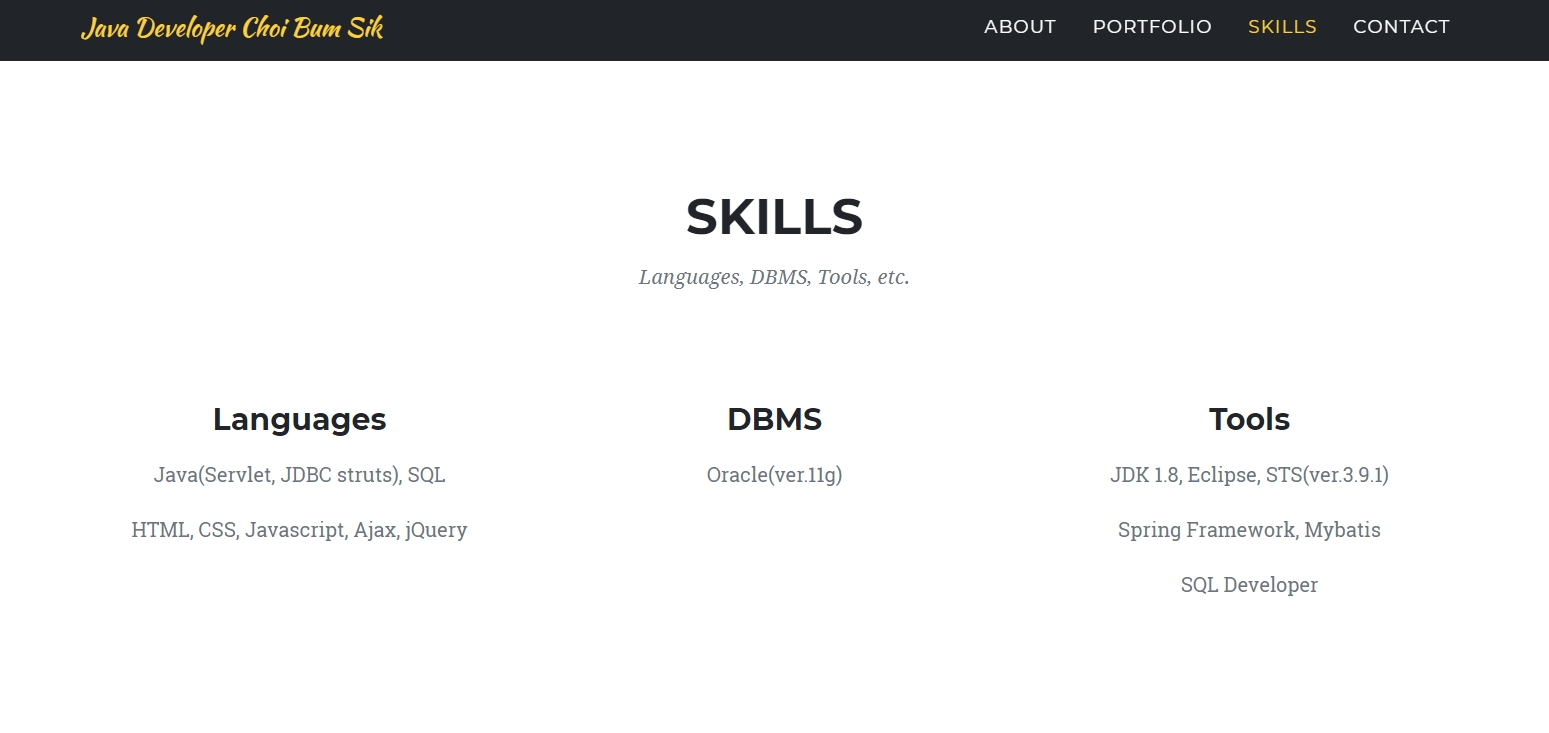 Java Developer Choi Bum Sik
ABOUT PORTFOLIO SKILLS CONTACT
SKILLS
Languages, DBMS, Tools, etc.
Languages
Java(Servlet, JDBC struts), SQL
HTML, CSS, Javascript, Ajax, jQuery
DBMS
Oracle(ver.11g)
Tools
JDK 1.8, Eclipse, STS(ver.3.9.1)
Spring Framework, Mybatis
SQL Developer